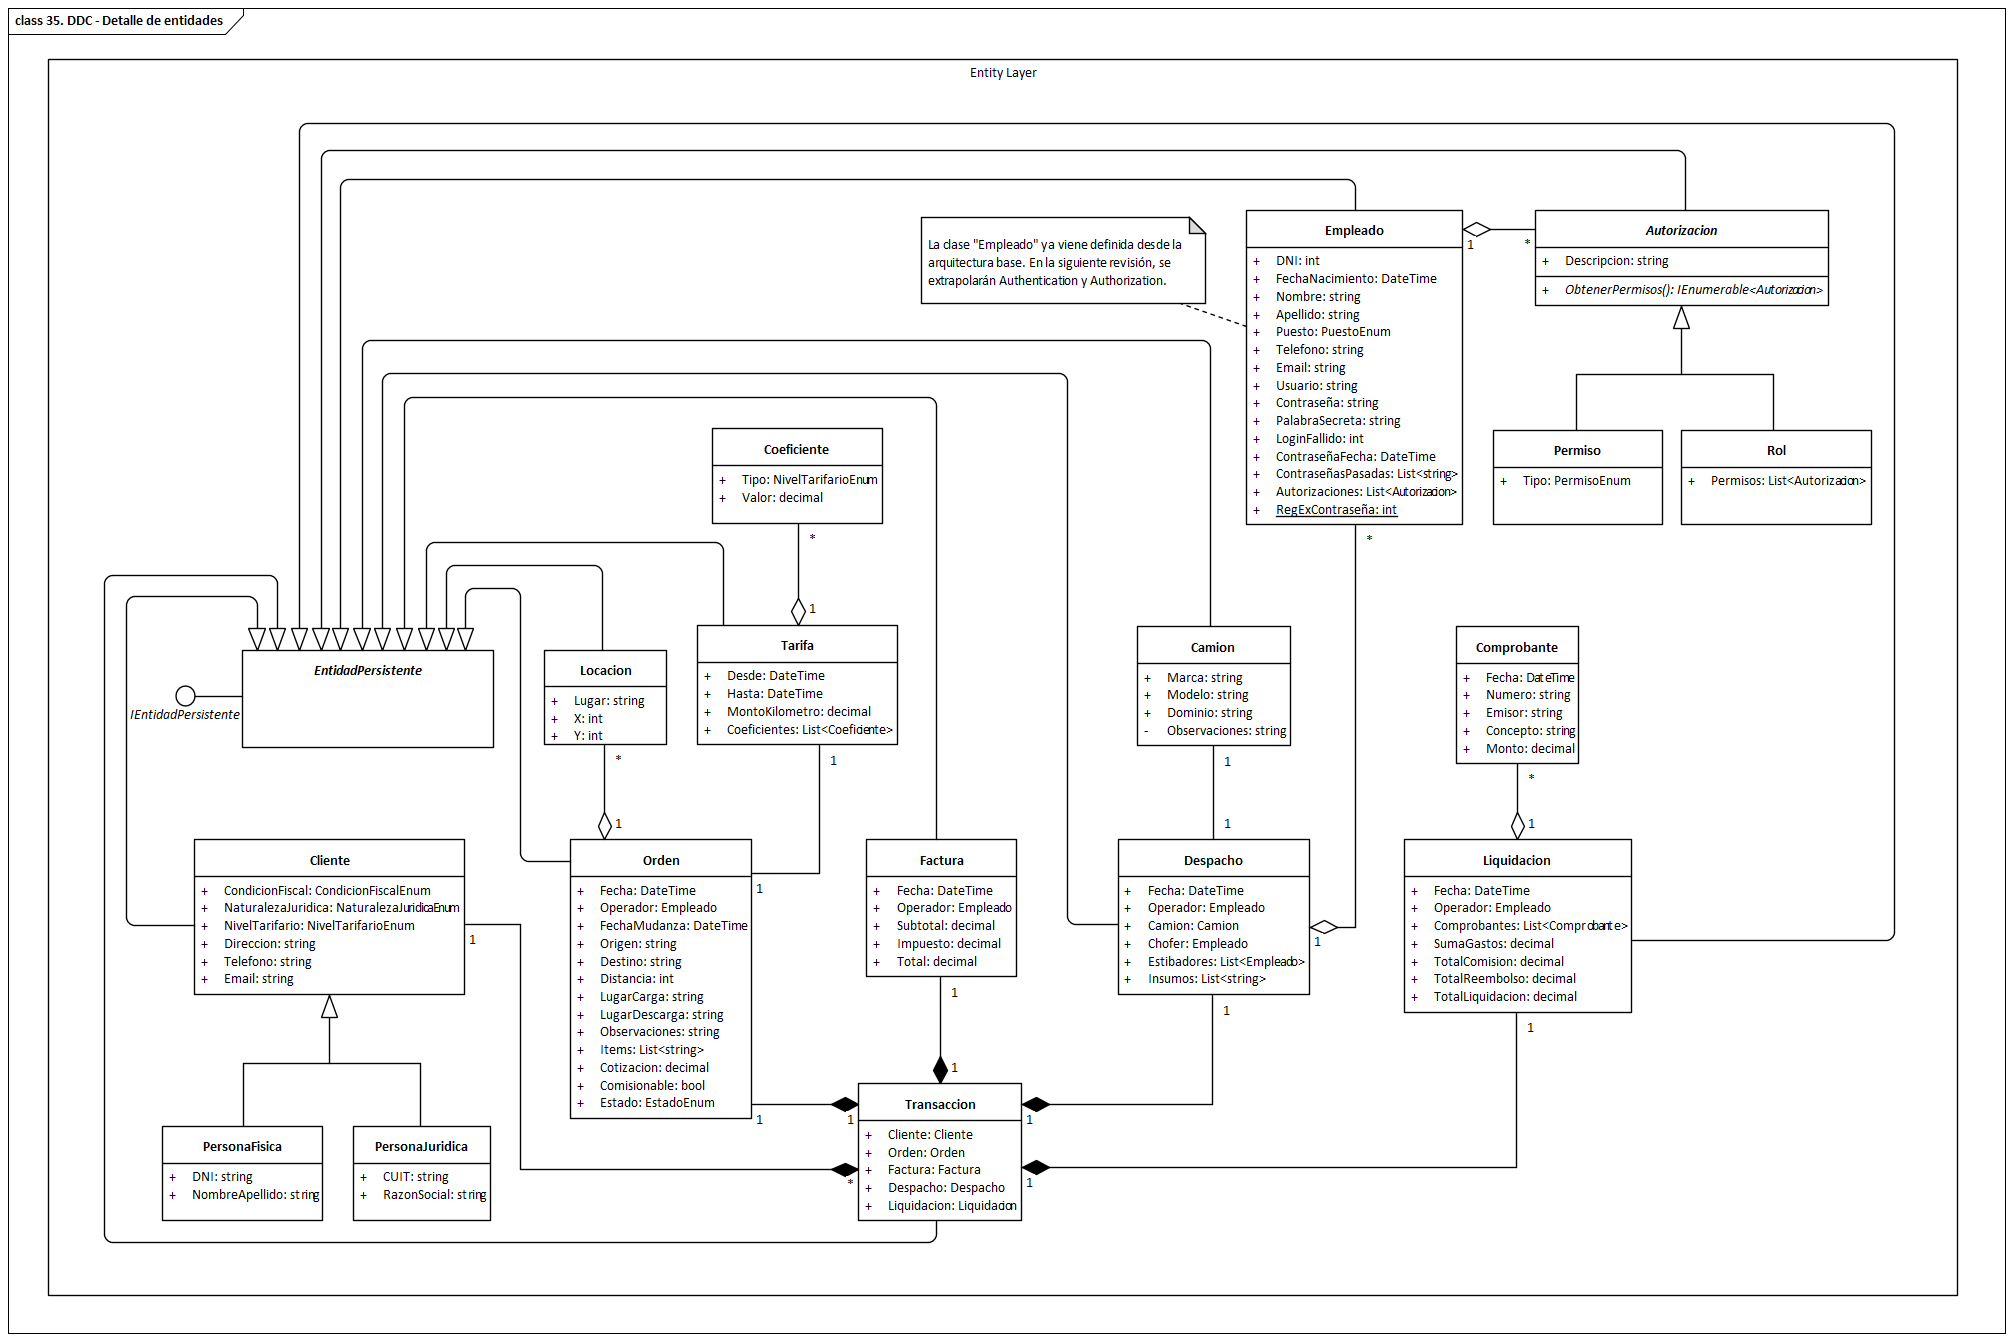 class 35. DDC - Detalle de entidades
Entity Layer
La clase "Empleado" ya viene definida desde la
arquitectura base. En la siguiente revisión, se
extrapolarán Authentication y Authorization.
Empleado
+ DNI: int
+ FechaNacimiento: DateTime
+ Nombre: string
+ Apellido: string
+ Puesto: PuestoEnum
+ Telefono: string
+ Email: string
+ Usuario: string
+ Contraseña: string
+ PalabraSecreta: string
+ LoginFallido: int
+ ContraseñaFecha: DateTime
+ ContraseñasPasadas: List<string>
+ Autorizaciones: List<Autorizacion>
+ RegExContraseña: int
1
*
*
Autorizacion
+ Descripcion: string
+ ObtenerPermisos(): IEnumerable<Autorizacion>
Permiso
+ Tipo: PermisoEnum
Rol
+ Permisos: List<Autorizacion>
Coeficiente
+ Tipo: NivelTarifarioEnum
+ Valor: decimal
*
1
EntidadPersistente
IEntidadPersistente
Locacion
+ Lugar: string
+ X: int
+ Y: int
*
1
Tarifa
+ Desde: DateTime
+ Hasta: DateTime
+ MontoKilometro: decimal
+ Coeficientes: List<Coeficiente>
1
1
Camion
+ Marca: string
+ Modelo: string
+ Dominio: string
- Observaciones: string
1
1
Comprobante
+ Fecha: DateTime
+ Numero: string
+ Emisor: string
+ Concepto: string
+ Monto: decimal
*
1
Cliente
+ CondicionFiscal: CondicionFiscalEnum
+ NaturalezaJuridica: NaturalezaJuridicaEnum
+ NivelTarifario: NivelTarifarioEnum
+ Direccion: string
+ Telefono: string
+ Email: string
1
Orden
+ Fecha: DateTime
+ Operador: Empleado
+ FechaMudanza: DateTime
+ Origen: string
+ Destino: string
+ Distancia: int
+ LugarCarga: string
+ LugarDescarga: string
+ Observaciones: string
+ Items: List<string>
+ Cotizacion: decimal
+ Comisionable: bool
+ Estado: EstadoEnum
1
1
Factura
+ Fecha: DateTime
+ Operador: Empleado
+ Subtotal: decimal
+ Impuesto: decimal
+ Total: decimal
1
1
Despacho
+ Fecha: DateTime
+ Operador: Empleado
+ Camion: Camion
+ Chofer: Empleado
+ Estibadores: List<Empleado>
+ Insumos: List<string>
1
1
1
Liquidacion
+ Fecha: DateTime
+ Operador: Empleado
+ Comprobantes: List<Comprobante>
+ SumaGastos: decimal
+ TotalComision: decimal
+ TotalReembolso: decimal
+ TotalLiquidacion: decimal
1
1
PersonaFisica
+ DNI: string
+ NombreApellido: string
PersonaJuridica
+ CUIT: string
+ RazonSocial: string
Transaccion
+ Cliente: Cliente
+ Orden: Orden
+ Factura: Factura
+ Despacho: Despacho
+ Liquidacion: Liquidacion
*